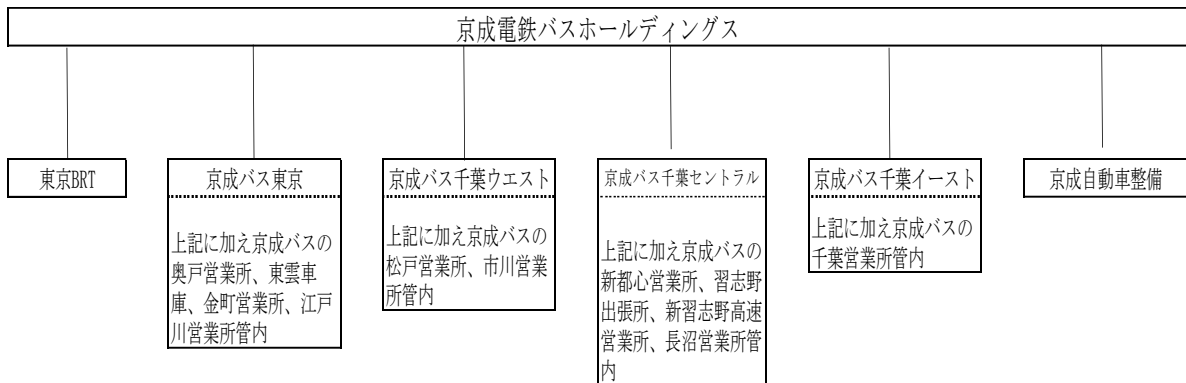 京成電鉄バスホールディングス
東京BRT
京成バス東京
上記に加え京成バスの
奥戸営業所、東雲車
庫、金町営業所、江戸
川営業所管内
京成バス千葉ウエスト
上記に加え京成バスの
松戸営業所、市川営業
所管内
京成バス千葉セントラル
上記に加え京成バスの
新都心営業所、習志野
出張所、新習志野高速
営業所、長沼営業所管
内
京成バス千葉イースト
上記に加え京成バスの
千葉営業所管内
京成自動車整備